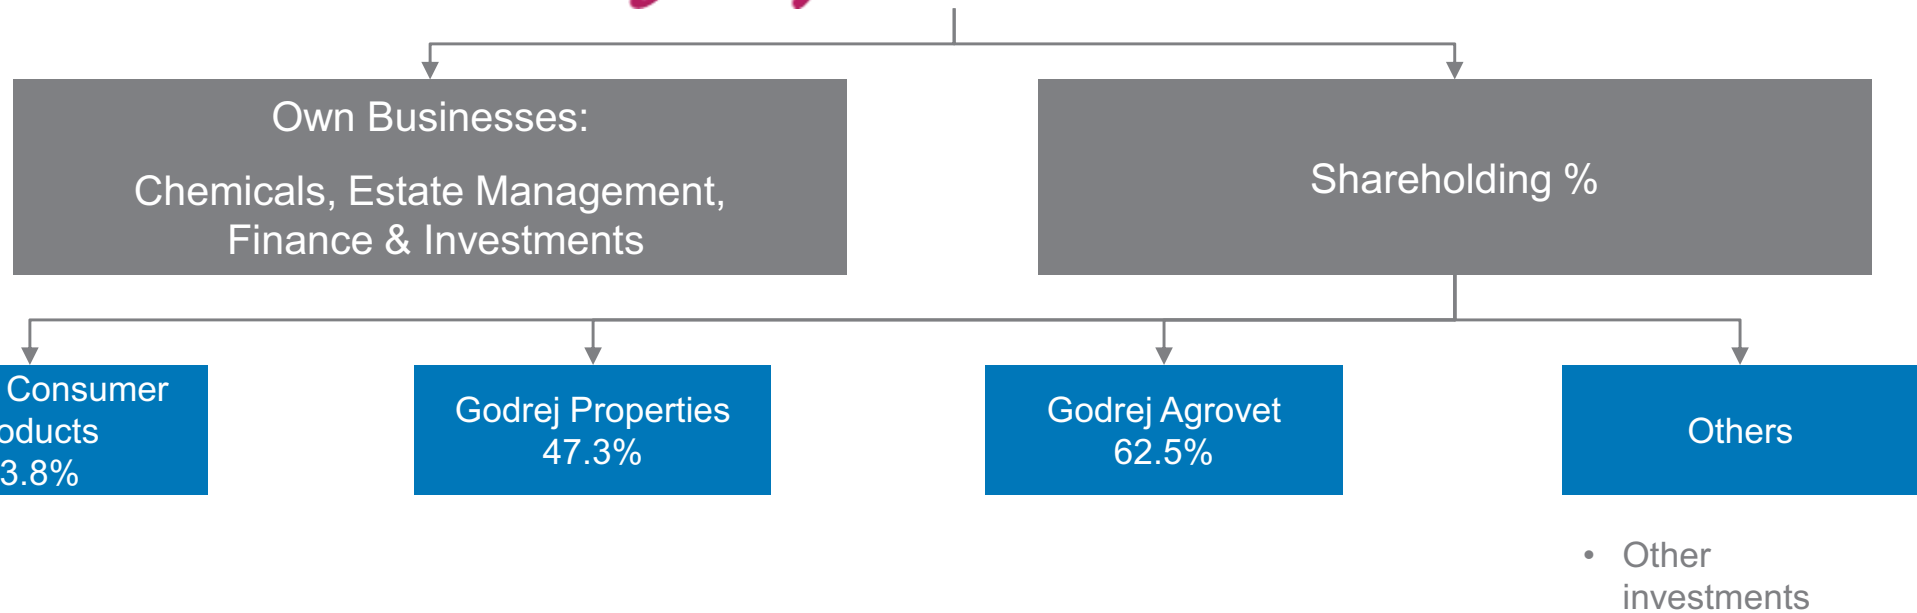 Own Businesses:
Chemicals, Estate Management,
Finance & Investments
Shareholding %
Consumer
oducts
3.8%
Godrej Properties
47.3%
Godrej Agrovet
62.5%
Others
• Other
investments